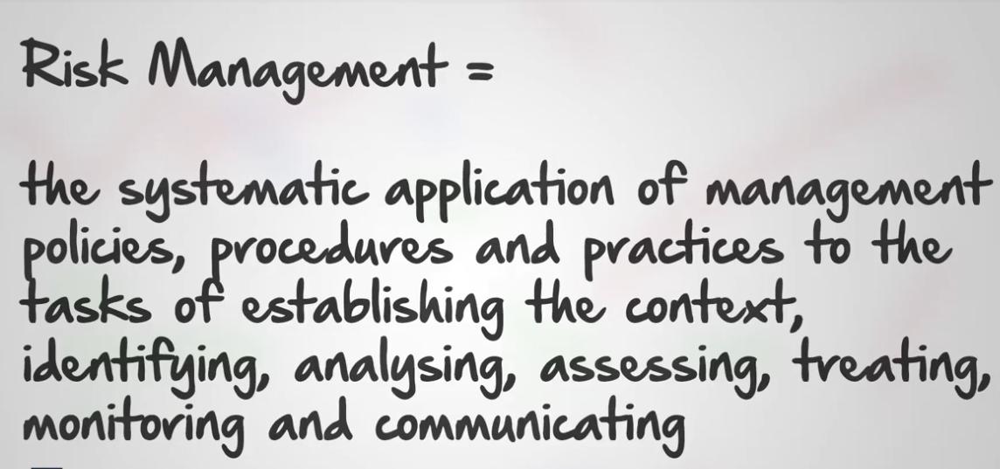 Risk Management =
the systematic application of management
policies, procedures and practices to the
tasks of establishing the context,
identifying, analysing, assessing, treating,
monitoring and communicating